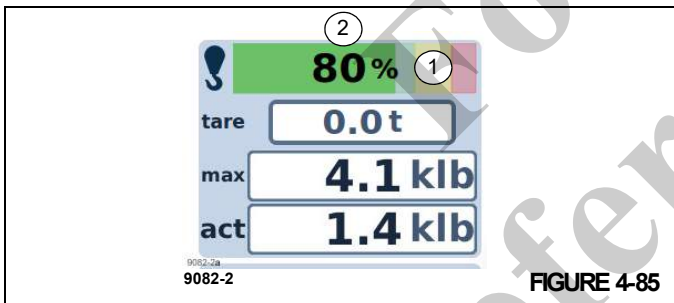 2
80%
1
tare 0.0 t
max 4.1 klb
act 1.4 klb
9082-2a
9082-2
FIGURE 4-85